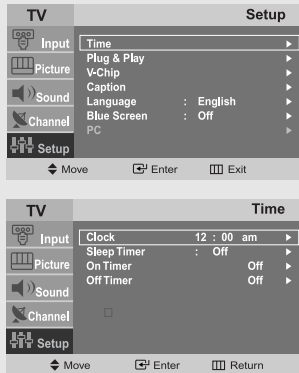 TV Setup
Input
Picture
Sound
Channel
Setup
Time
Plug & Play
V-Chip
Caption
Language : English
Blue Screen : Off
PC
Move Enter Exit
TV Time
Input
Picture
Sound
Channel
Setup
Clock 12 : 00 am
Sleep Timer : Off
On Timer Off
Off Timer Off
Move Enter Return